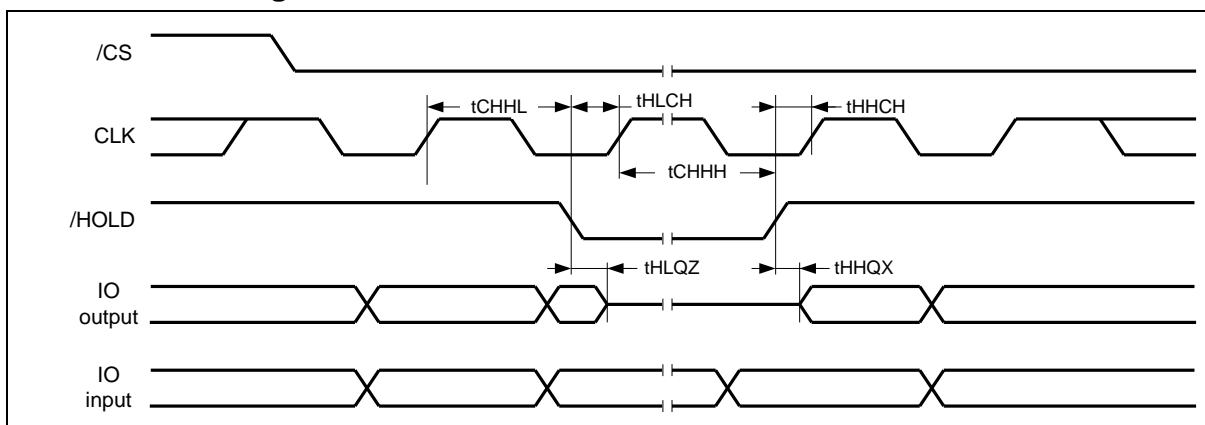 /CS
tCHHL
tHLCH
tHHCH
CLK
tCHHH
/HOLD
tHLQZ
tHHQX
IO
output
IO
input